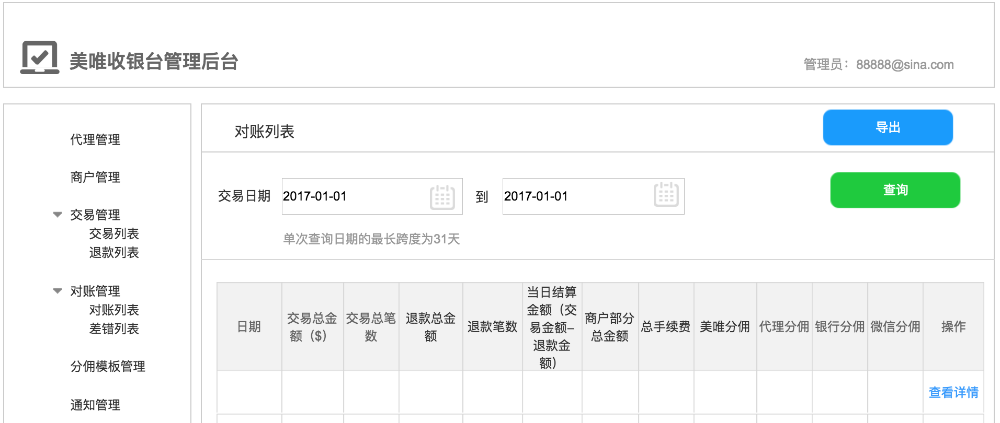 美唯收银台管理后台
管理员：88888@sina.com
代理管理
商户管理
交易管理
交易列表
退款列表
对账管理
对账列表
差错列表
分佣模板管理
通知管理
对账列表
导出
交易日期
2017-01-01
到
2017-01-01
查询
单次查询日期的最长跨度为31天
日期
交易总金
额（$）
交易总笔
数
退款总金
额
退款笔数
当日结算
金额（交
易金额–
退款金
额）
商户部分
总金额
总手续费
美唯分佣
代理分佣
银行分佣
微信分佣
操作
查看详情